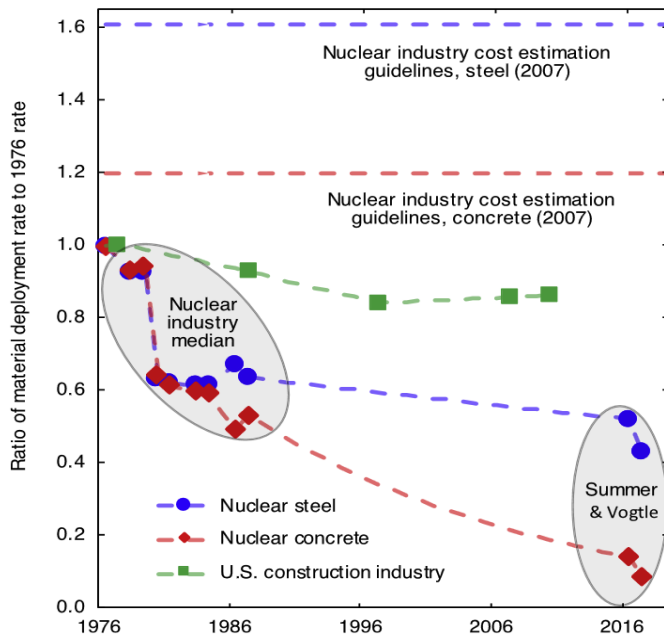 Ratio of material deployment rate to 1976 rate
1.6
1.4
1.2
1.0
0.8
0.6
0.4
0.2
0.0
Nuclear industry cost estimation
guidelines, steel (2007)
Nuclear industry cost estimation
guidelines, concrete (2007)
Nuclear
industry
median
Summer
& Vogtle
Nuclear steel
Nuclear concrete
U.S. construction industry
1976
1986
1996
2006
2016